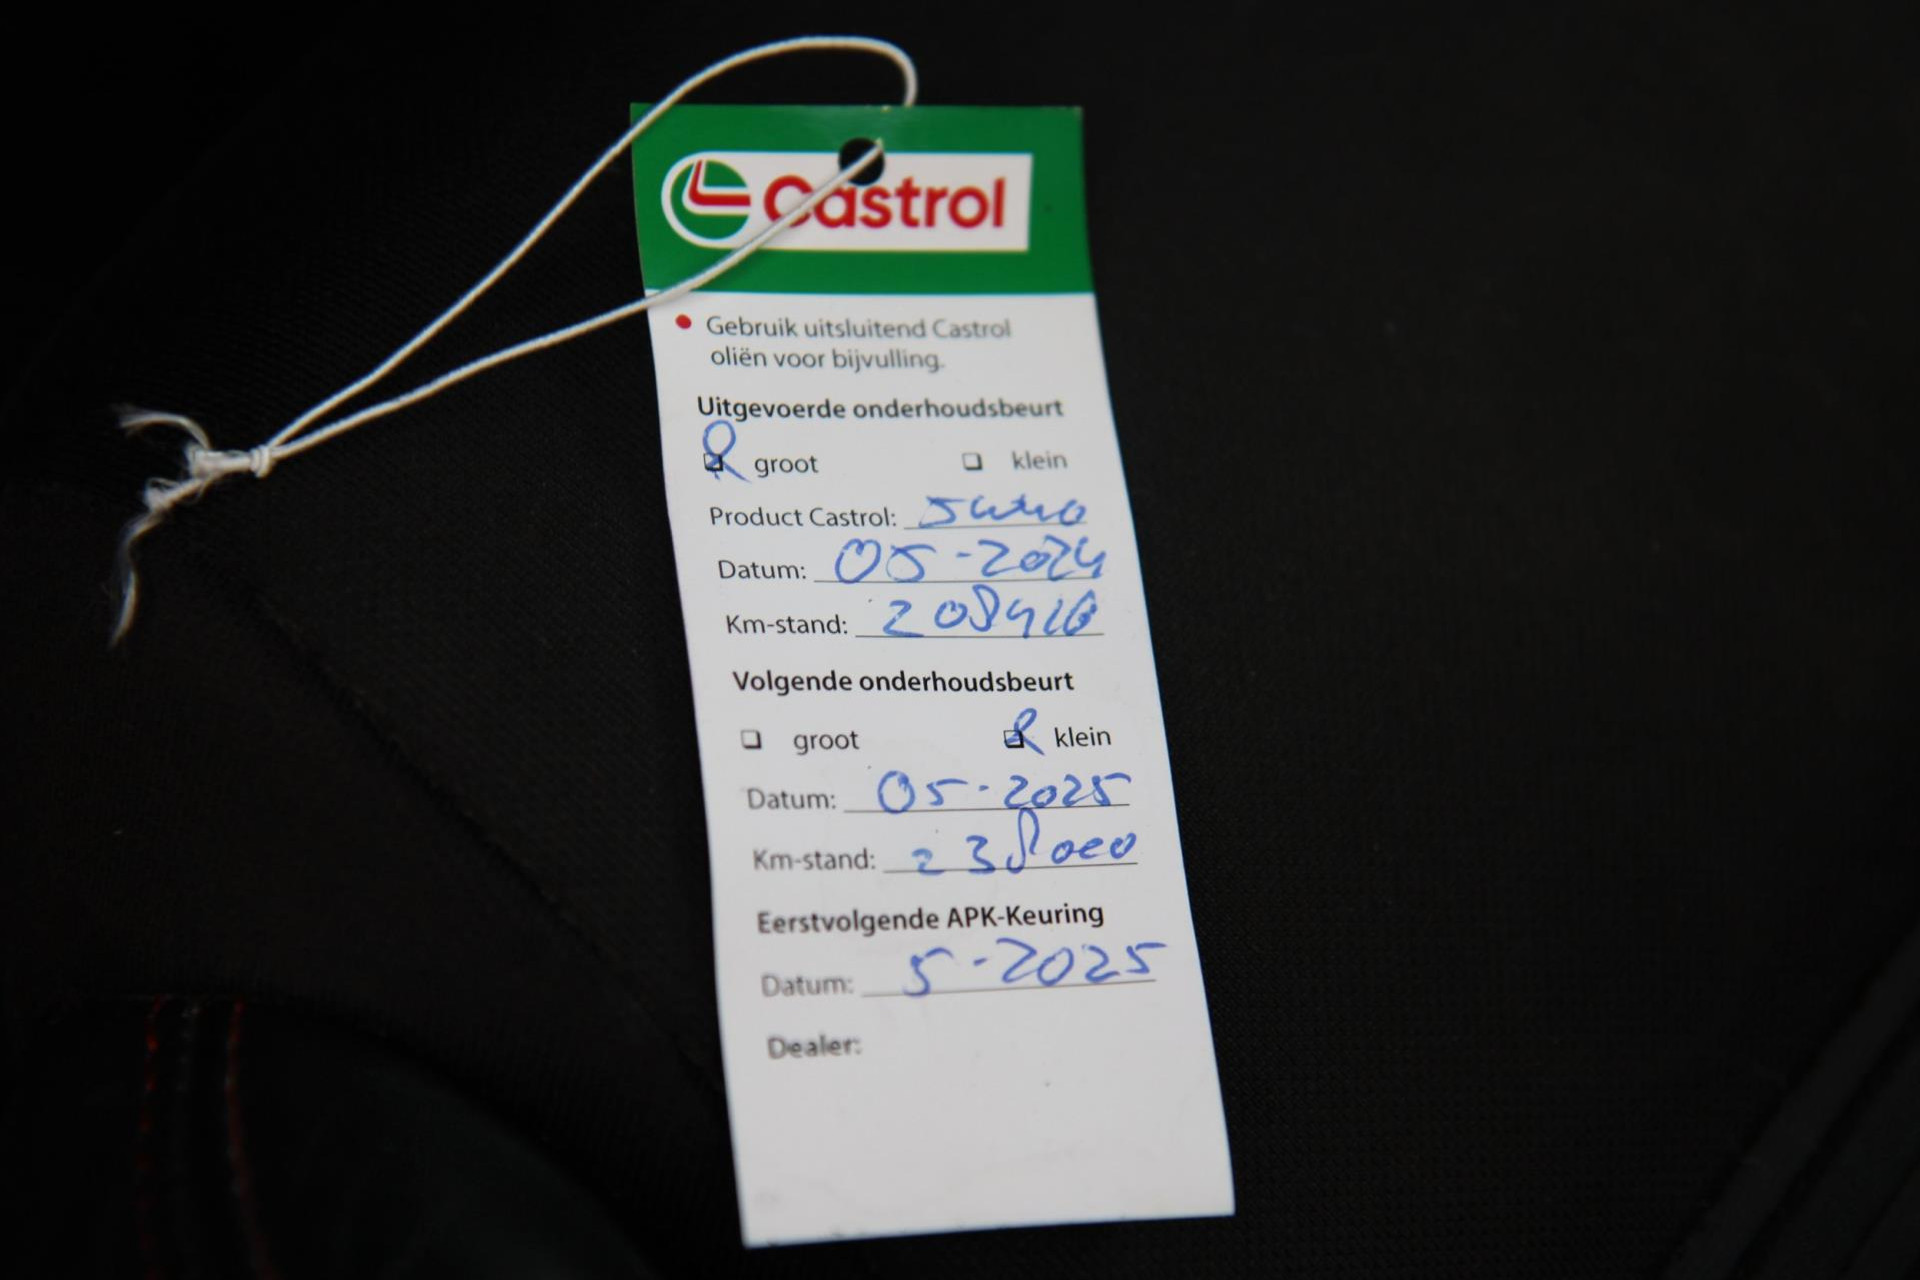 Castrol
Gebruik uitsluitend Castrol
oliën voor bijvulling.
Uitgevoerde onderhoudsbeurt
groot klein
Product Castrol: 5w40
Datum: 05-2024
Km-stand:
Volgende onderhoudsbeurt
groot klein
Datum: 05-2025
Km-stand: 238000
Eerstvolgende APK-Keuring
Datum: 5-2025
Dealer: